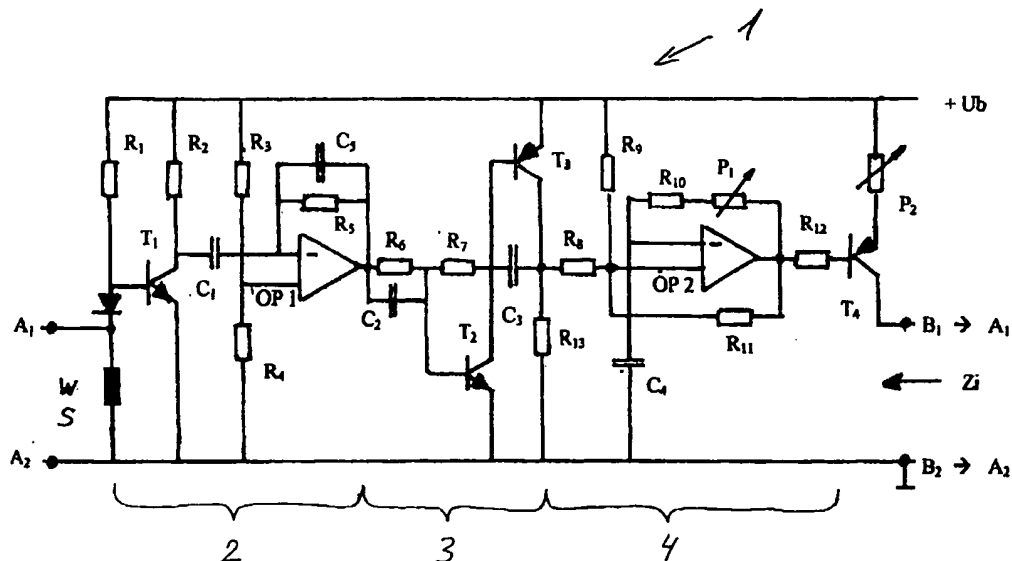 1
+ Ub
R1 R2 R3 C5 T3 R9 P1
R10 P2
T1 R5 R6 R7 R8 R12
C1 OP 1 C2 C3 OP 2 T4
A1 T2 R13 R11 B1 → A1
R4 C4 Zi
W
S
A2 B2 → A2
2 3 4